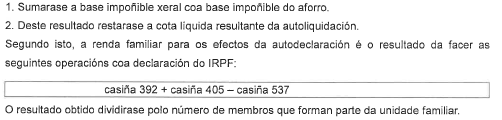 1. Sumarase a base impoñible xeral coa base impoñible do aforro.
2. Deste resultado restarase a cota líquida resultante da autoliquidación.
Segundo isto, a renda familiar para os efectos da autodeclaración é o resultado da facer as
seguintes operacións coa declaración do IRPF:
casiña 392 + casiña 405 – casiña 537
O resultado obtido dividirase polo número de membros que forman parte da unidade familiar.